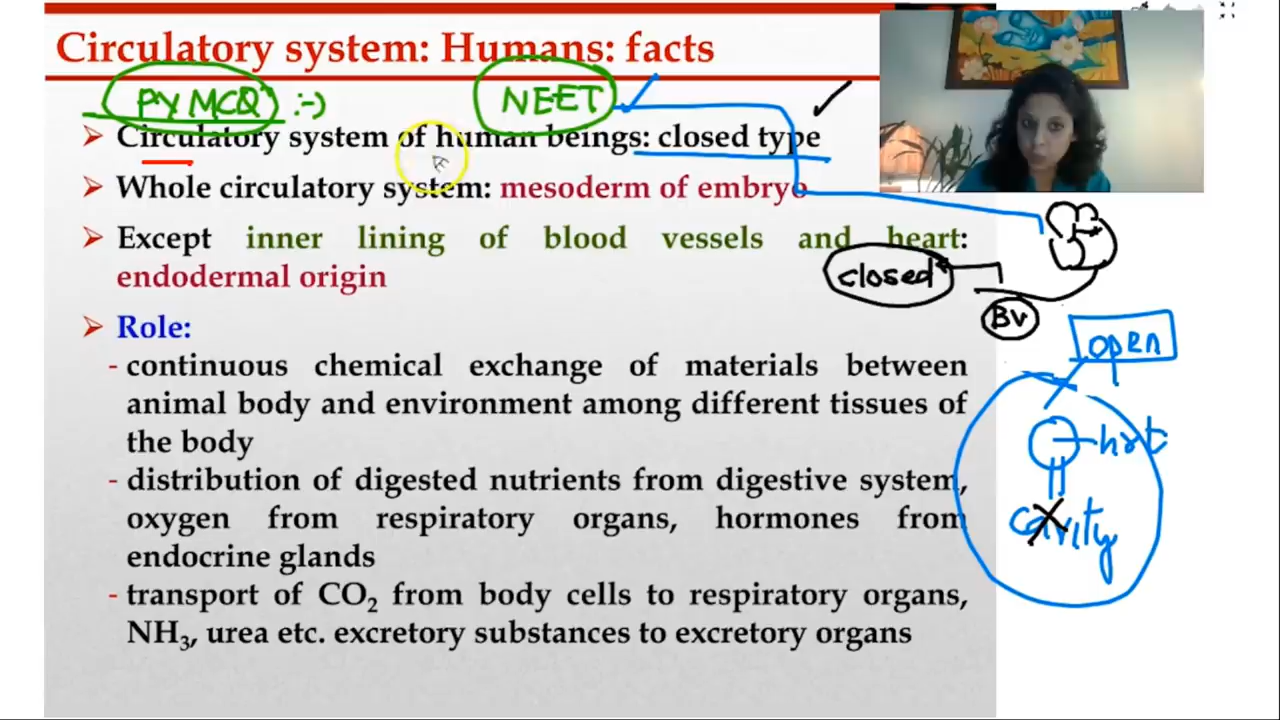 Circulatory system: Humans: facts
PY MCQ :-) NEET
➤ Circulatory system of human beings: closed type
➤ Whole circulatory system: mesoderm of embryo
➤ Except inner lining of blood vessels and heart:
endodermal origin
closed
BV
➤ Role:
open
- continuous chemical exchange of materials between
animal body and environment among different tissues of
the body
hrt
- distribution of digested nutrients from digestive system,
oxygen from respiratory organs, hormones from
endocrine glands
cavity
- transport of CO₂ from body cells to respiratory organs,
NH₃, urea etc. excretory substances to excretory organs